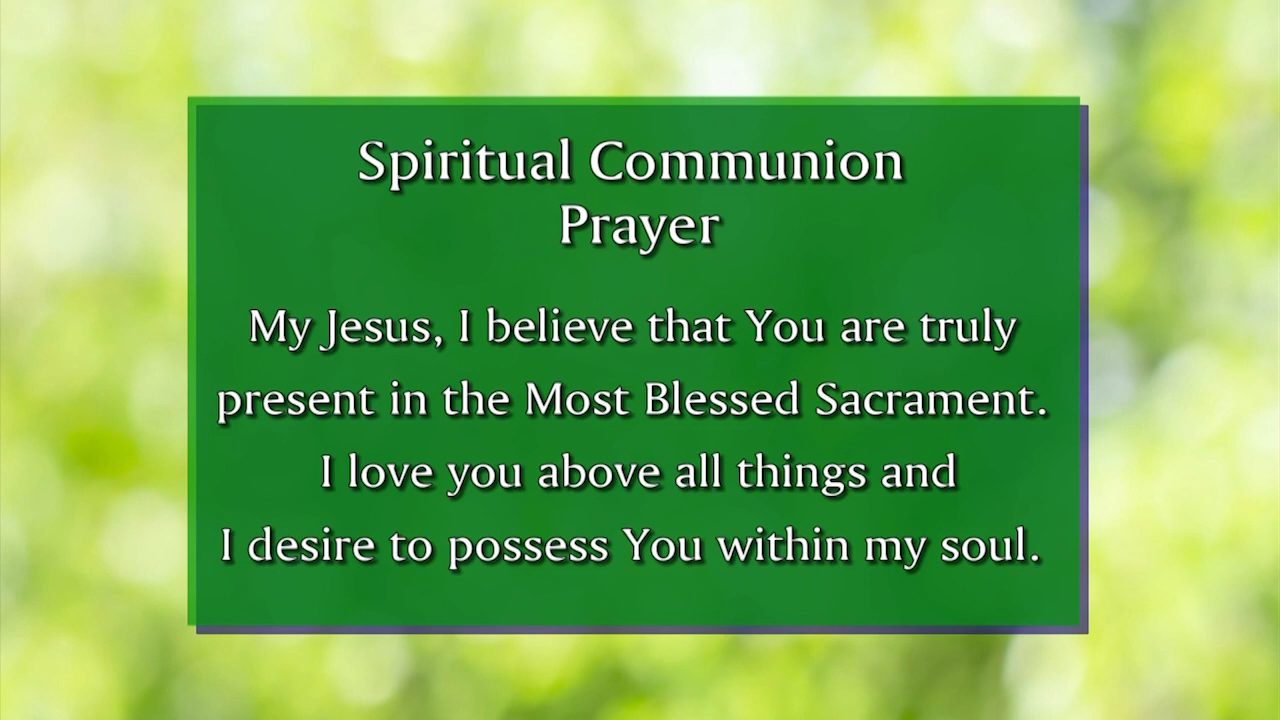 Spiritual Communion
Prayer
My Jesus, I believe that You are truly
present in the Most Blessed Sacrament.
I love you above all things and
I desire to possess You within my soul.